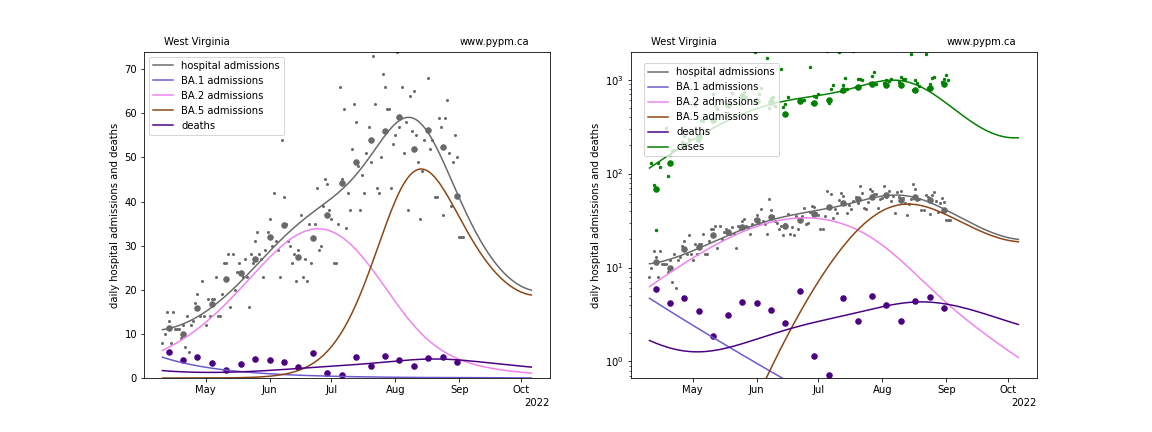 West Virginia
www.pypm.ca
daily hospital admissions and deaths
70
60
50
40
30
20
10
0
hospital admissions
BA.1 admissions
BA.2 admissions
BA.5 admissions
deaths
May
Jun
Jul
Aug
Sep
Oct
2022
West Virginia
www.pypm.ca
daily hospital admissions and deaths
10³
10²
10¹
10⁰
hospital admissions
BA.1 admissions
BA.2 admissions
BA.5 admissions
deaths
cases
May
Jun
Jul
Aug
Sep
Oct
2022